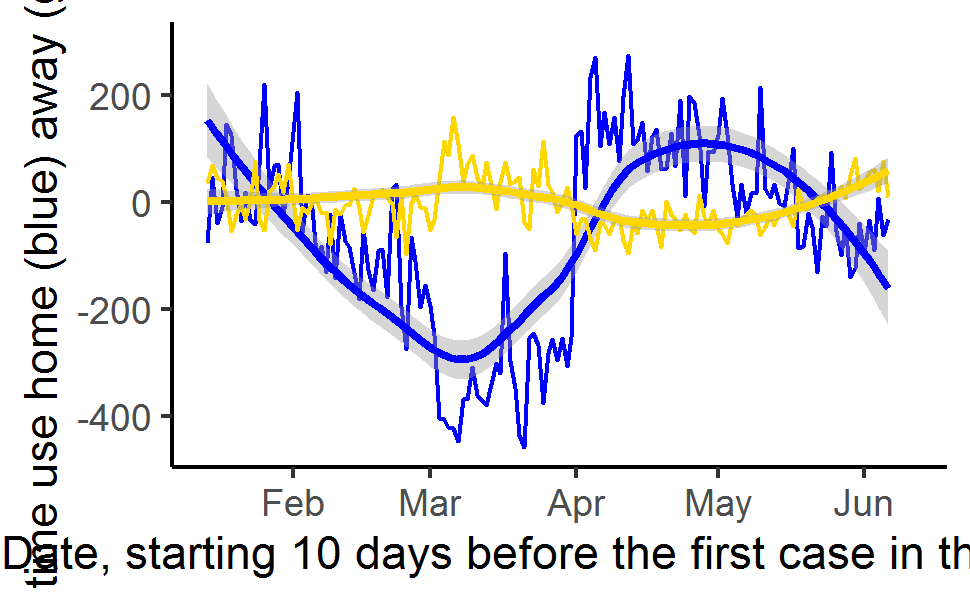 time use home (blue) away (
200
0
-200
-400
Feb Mar Apr May Jun
Date, starting 10 days before the first case in th